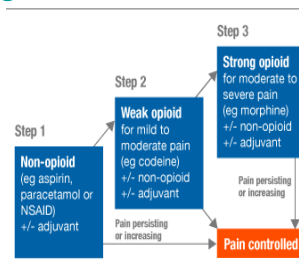 Step 1
Non-opioid
(eg aspirin,
paracetamol or
NSAID)
+/- adjuvant
Step 2
Weak opioid
for mild to
moderate pain
(eg codeine)
+/- non-opioid
+/- adjuvant
Step 3
Strong opioid
for moderate to
severe pain
(eg morphine)
+/- non-opioid
+/- adjuvant
Pain persisting
or increasing
Pain persisting
or increasing
Pain controlled